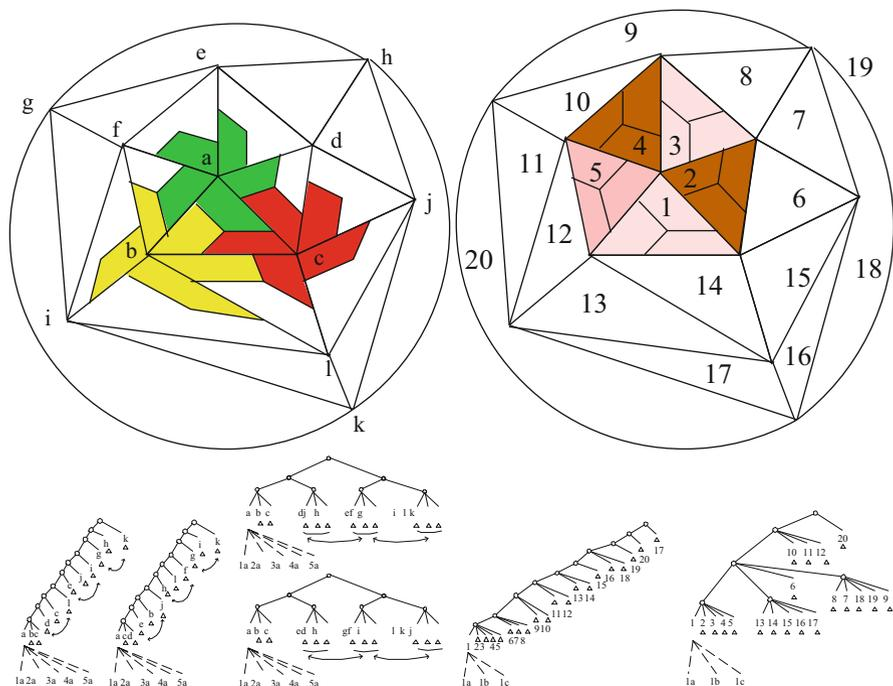 e
h
g
f
d
a
j
b
c
i
l
k
9
19
8
10
7
4
3
11
5
2
1
6
12
20
18
15
14
13
16
17
a b c
dj h
ef g
i l k
1a 2a 3a 4a 5a
a b c
ed h
gf i
l k j
1a 2a 3a 4a 5a
k
h
g
i
j
e
l
c
d
a bc
1a 2a 3a 4a 5a
k
i
g
f
l
h
j
b
e
a cd
1a 2a 3a 4a 5a
17
20
19
18
16
15
13 14
11 12
9 10
6 7 8
1 2 3 4 5
1a 1b 1c
20
10 11 12
6
8 7 18 19 9
1 2 3 4 5
13 14 15 16 17
1a 1b 1c